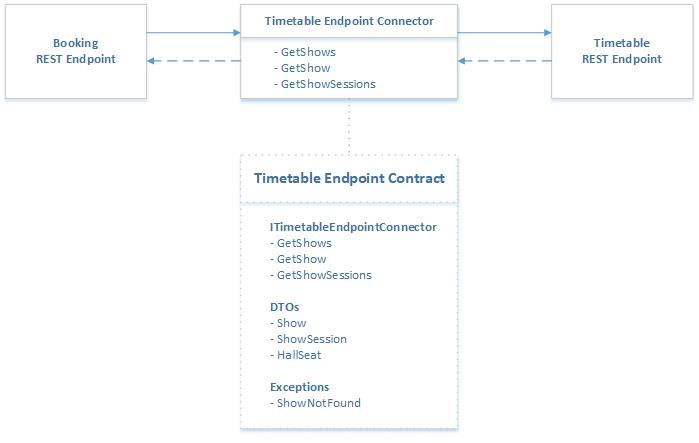 Booking
REST Endpoint
Timetable Endpoint Connector
- GetShows
- GetShow
- GetShowSessions
Timetable
REST Endpoint
Timetable Endpoint Contract
ITimetableEndpointConnector
- GetShows
- GetShow
- GetShowSessions
DTOs
- Show
- ShowSession
- HallSeat
Exceptions
- ShowNotFound